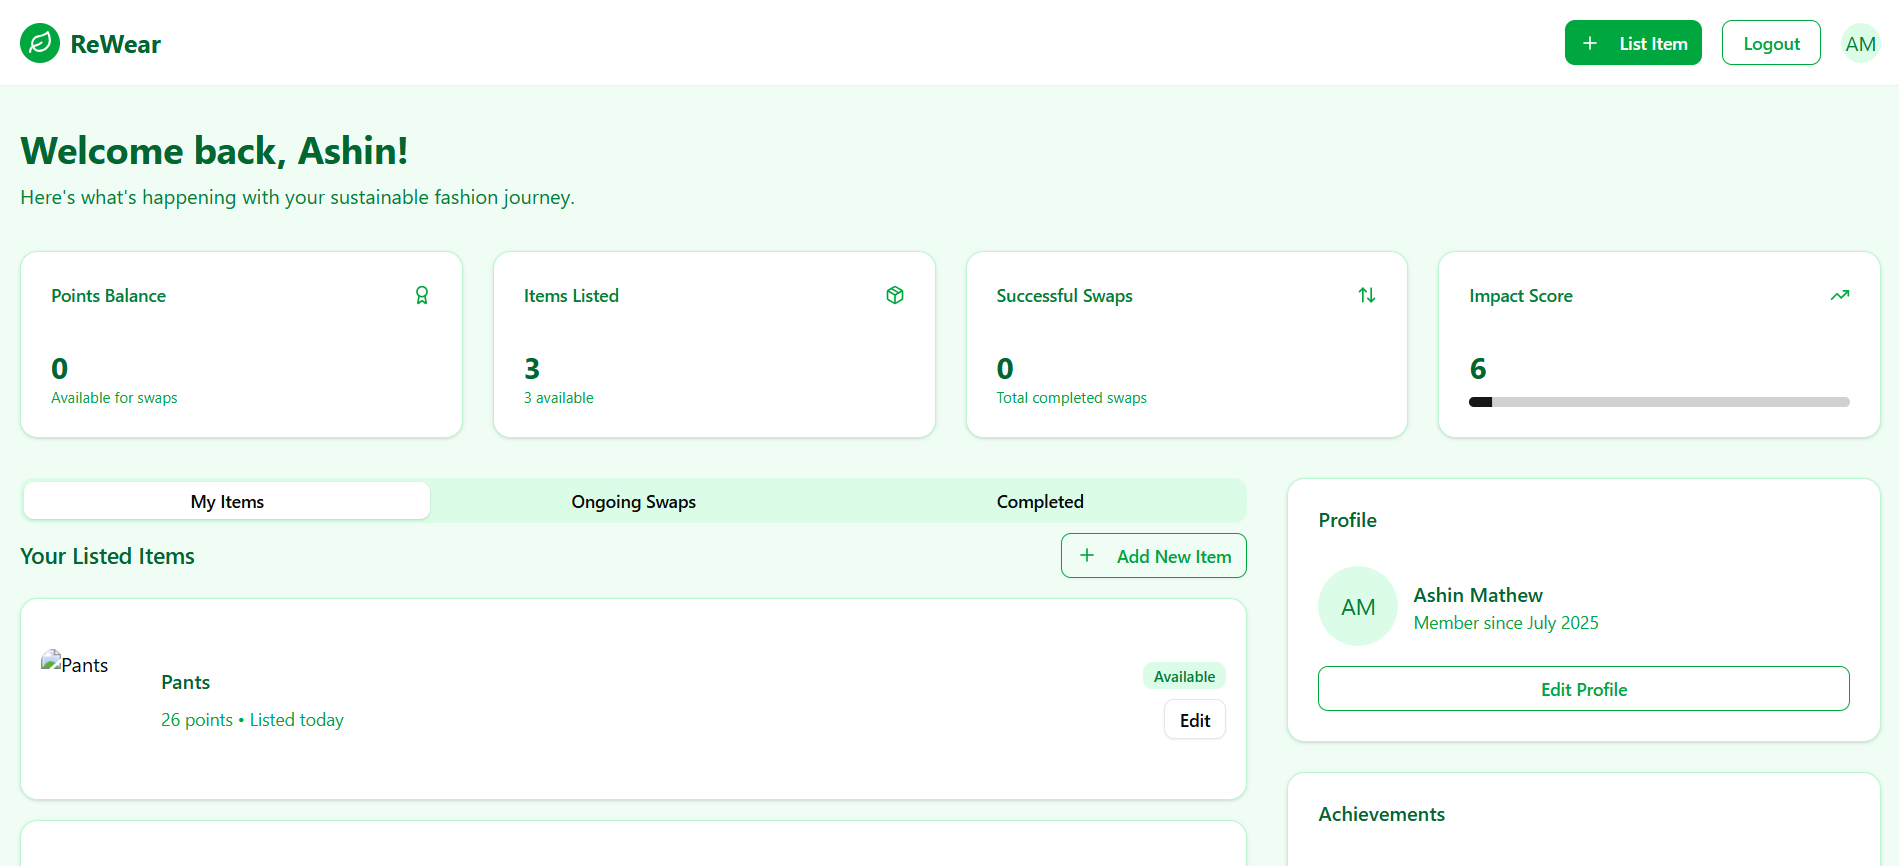 ReWear
List Item
Logout
AM
Welcome back, Ashin!
Here's what's happening with your sustainable fashion journey.
Points Balance
0
Available for swaps
Items Listed
3
3 available
Successful Swaps
0
Total completed swaps
Impact Score
6
My Items
Ongoing Swaps
Completed
Your Listed Items
Add New Item
Pants
Pants
26 points • Listed today
Available
Edit
Profile
AM
Ashin Mathew
Member since July 2025
Edit Profile
Achievements